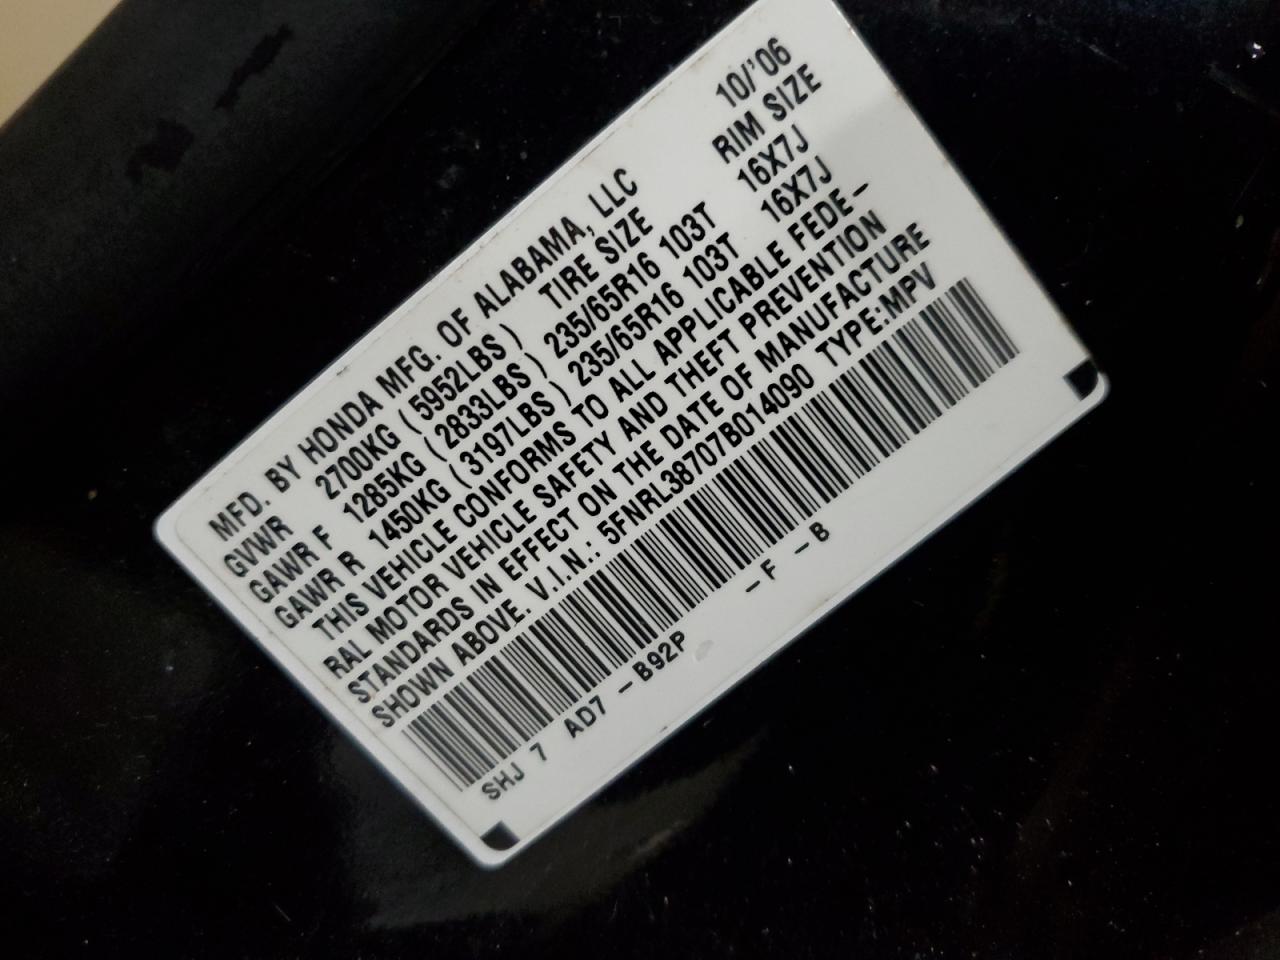 MFD. BY HONDA MFG. OF ALABAMA, LLC 10/'06
GVWR 2700KG (5952LBS) TIRE SIZE RIM SIZE
GAWR F 1285KG (2833LBS) 235/65R16 103T 16X7J
GAWR R 1450KG (3197LBS) 235/65R16 103T 16X7J
THIS VEHICLE CONFORMS TO ALL APPLICABLE FEDE-
RAL MOTOR VEHICLE SAFETY AND THEFT PREVENTION
STANDARDS IN EFFECT ON THE DATE OF MANUFACTURE
SHOWN ABOVE. V.I.N.: 5FNRL38707B014090 TYPE:MPV
SHJ 7 AD7 -B92P -F -B